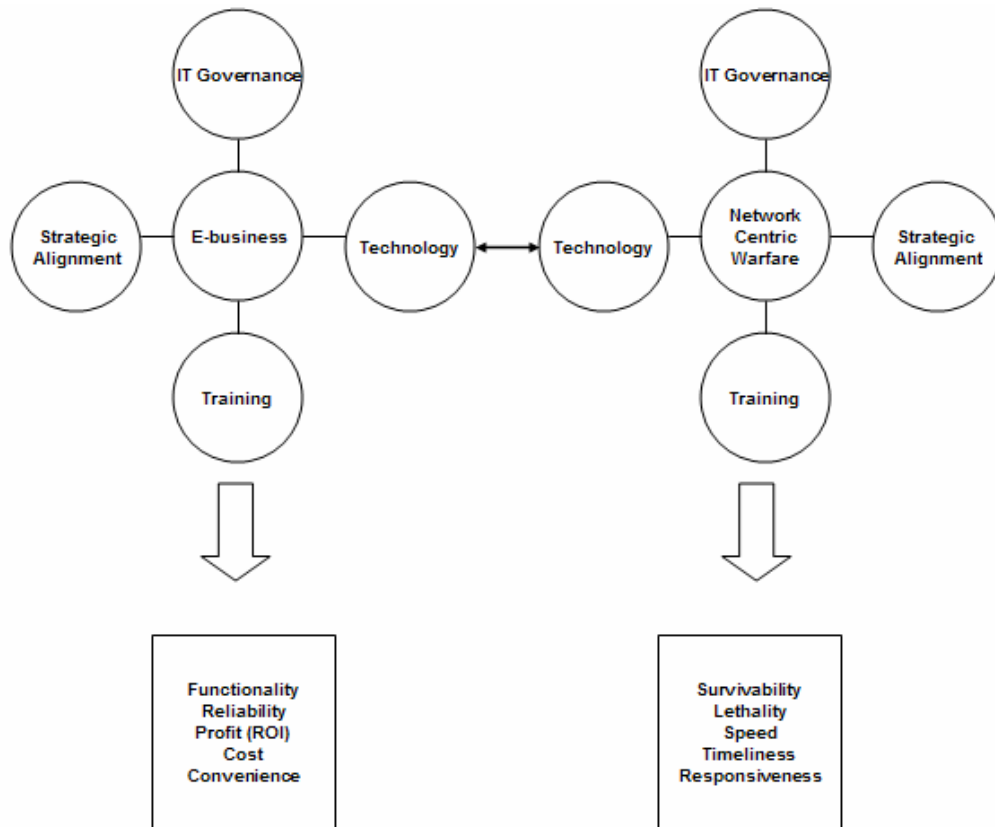 IT Governance
IT Governance
Strategic
Alignment
E-business
Technology
Technology
Network
Centric
Warfare
Strategic
Alignment
Training
Training
Functionality
Reliability
Profit (ROI)
Cost
Convenience
Survivability
Lethality
Speed
Timeliness
Responsiveness